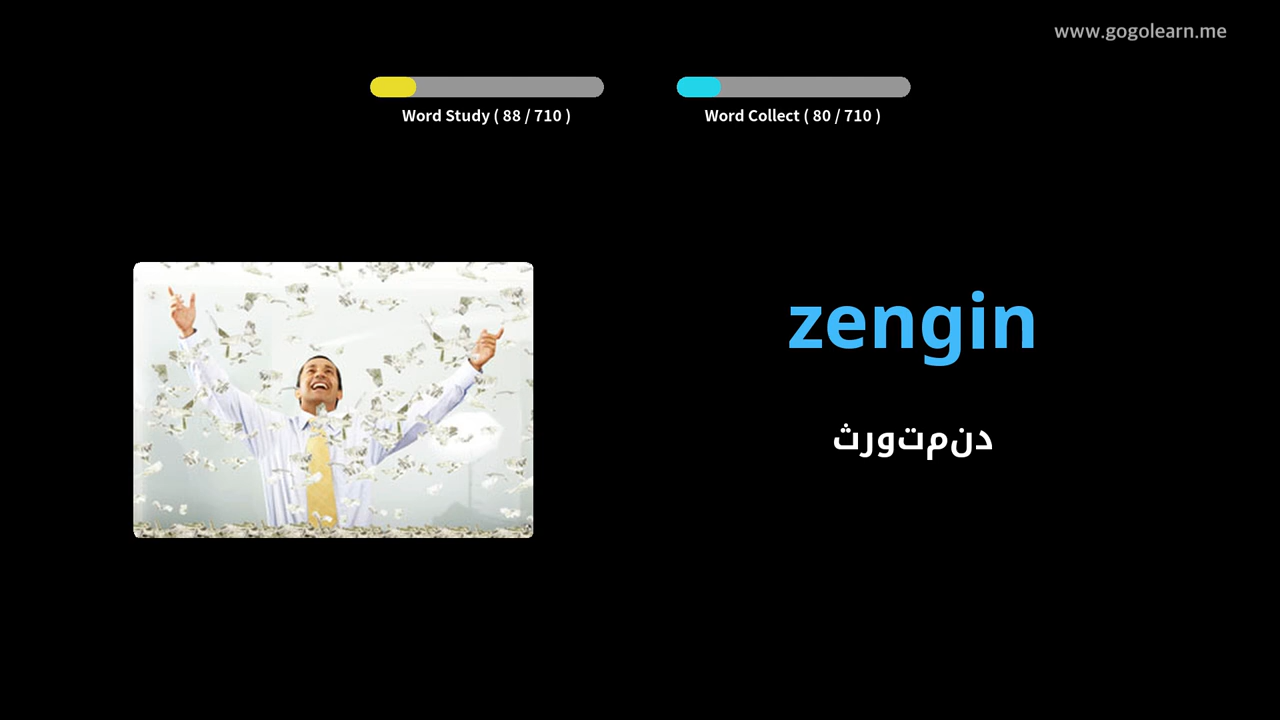 www.gogolearn.me
Word Study ( 88 / 710 )
Word Collect ( 80 / 710 )
zengin
دنمتورث